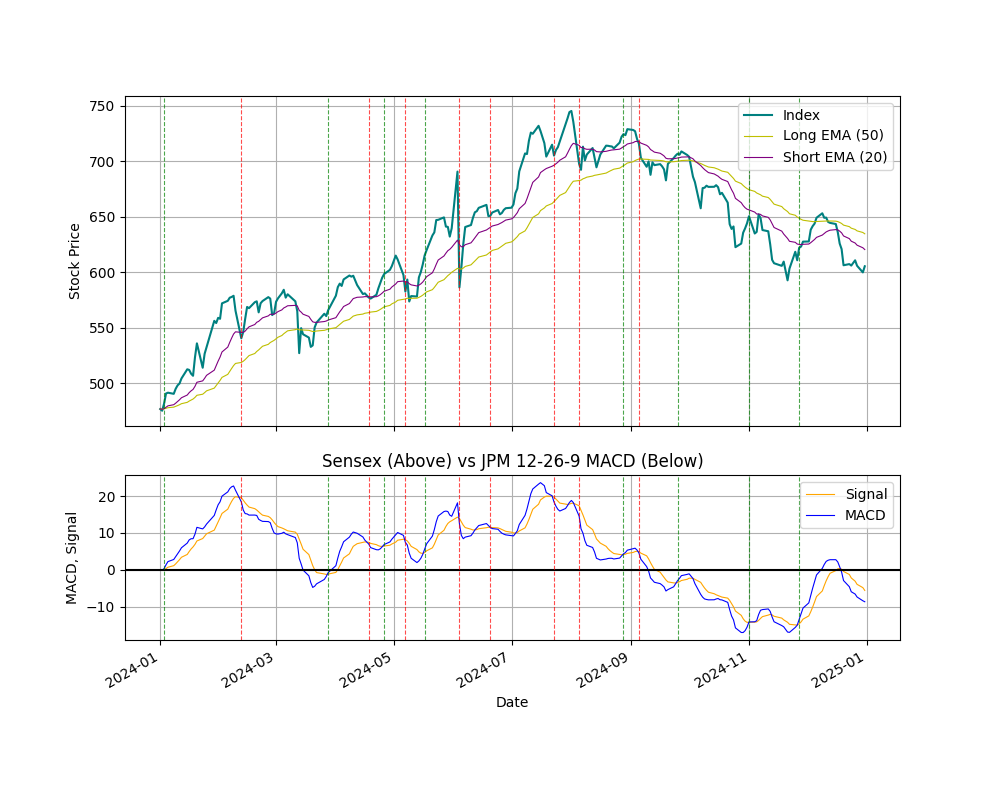 750
700
650
600
550
500
Stock Price
Index
Long EMA (50)
Short EMA (20)
Sensex (Above) vs JPM 12-26-9 MACD (Below)
20
10
0
−10
MACD, Signal
Signal
MACD
2024-01
2024-03
2024-05
2024-07
2024-09
2024-11
2025-01
Date